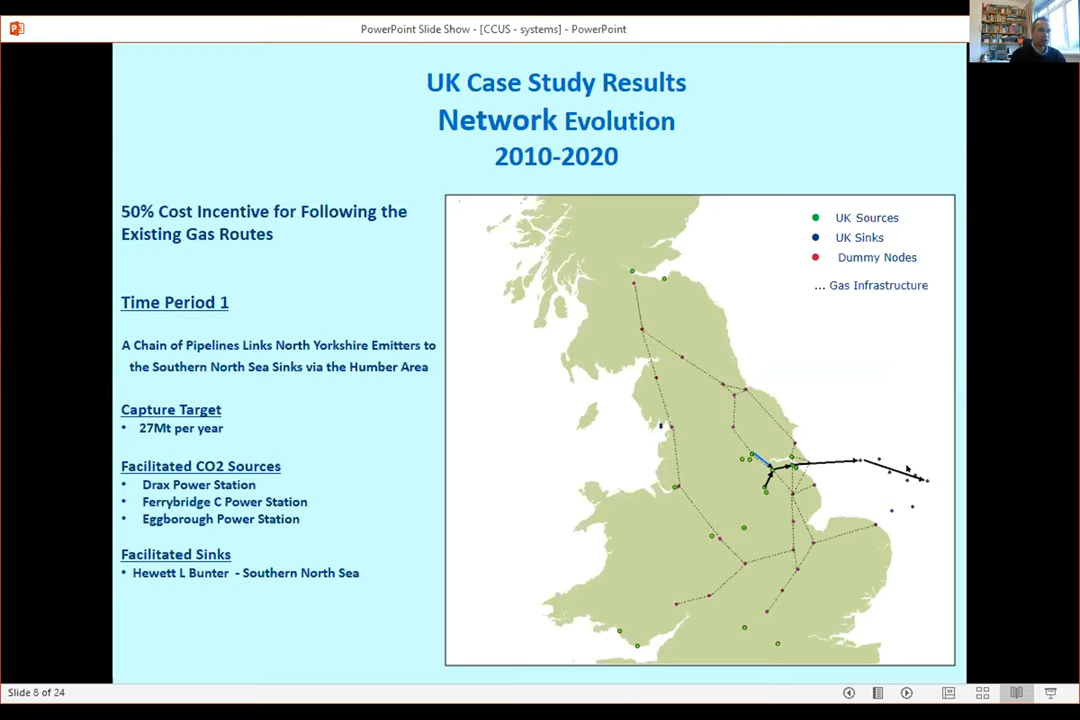 PowerPoint Slide Show - [CCUS - systems] - PowerPoint
UK Case Study Results
Network Evolution
2010-2020
50% Cost Incentive for Following the
Existing Gas Routes
Time Period 1
A Chain of Pipelines Links North Yorkshire Emitters to
the Southern North Sea Sinks via the Humber Area
Capture Target
• 27Mt per year
Facilitated CO2 Sources
• Drax Power Station
• Ferrybridge C Power Station
• Eggborough Power Station
Facilitated Sinks
• Hewett L Bunter - Southern North Sea
UK Sources
UK Sinks
Dummy Nodes
... Gas Infrastructure
Slide 8 of 24